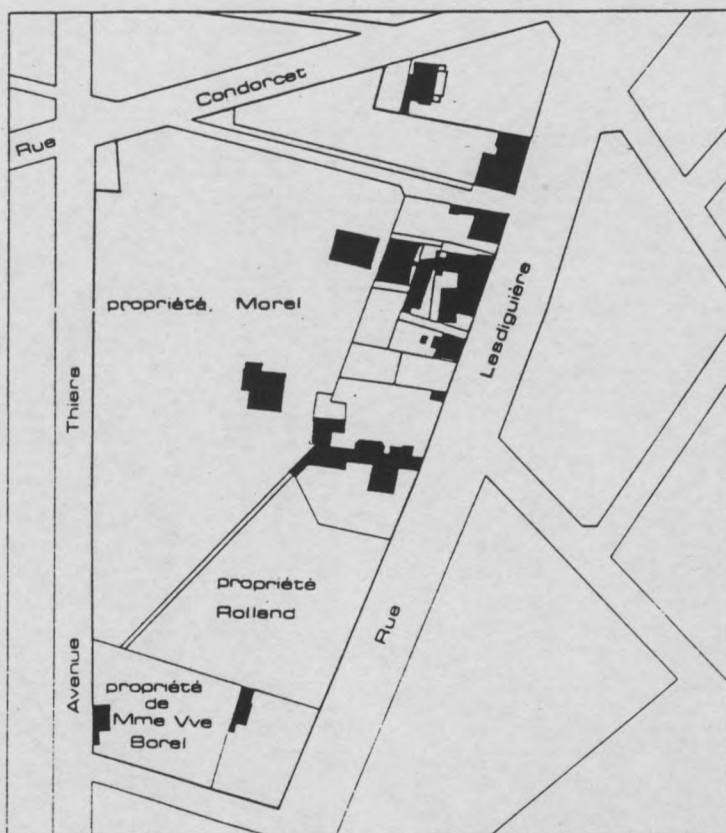 Rue Condorcet
propriété, Morel
Avenue Thiers
Rue Lesdiguière
propriété
Rolland
propriété
de
Mme Vve
Borel